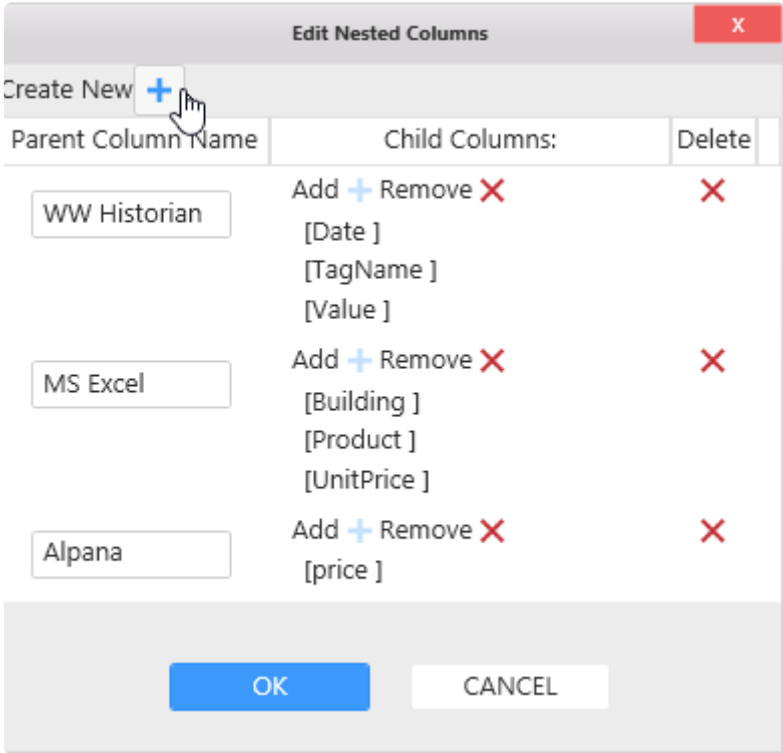 Edit Nested Columns
X
Create New
Parent Column Name Child Columns: Delete
WW Historian
Add Remove
[Date ]
[TagName ]
[Value ]
MS Excel
Add Remove
[Building ]
[Product ]
[UnitPrice ]
Alpana
Add Remove
[price ]
OK CANCEL